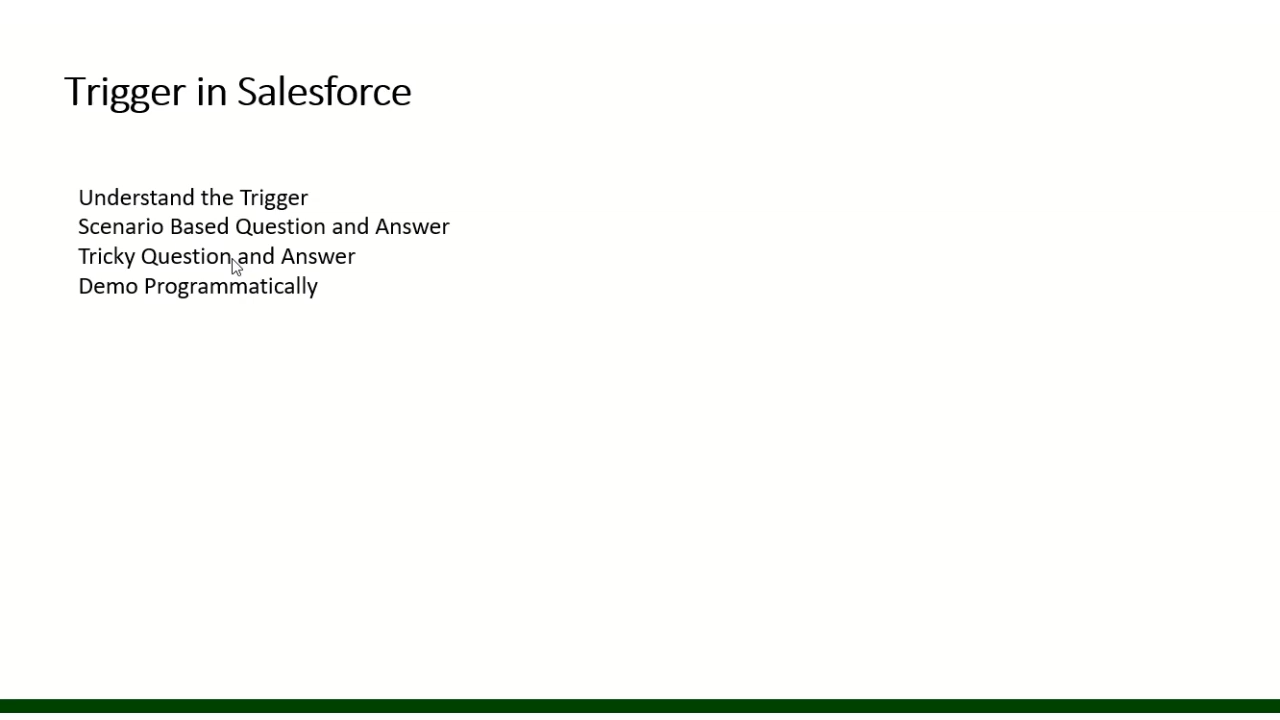 Trigger in Salesforce
Understand the Trigger
Scenario Based Question and Answer
Tricky Question and Answer
Demo Programmatically